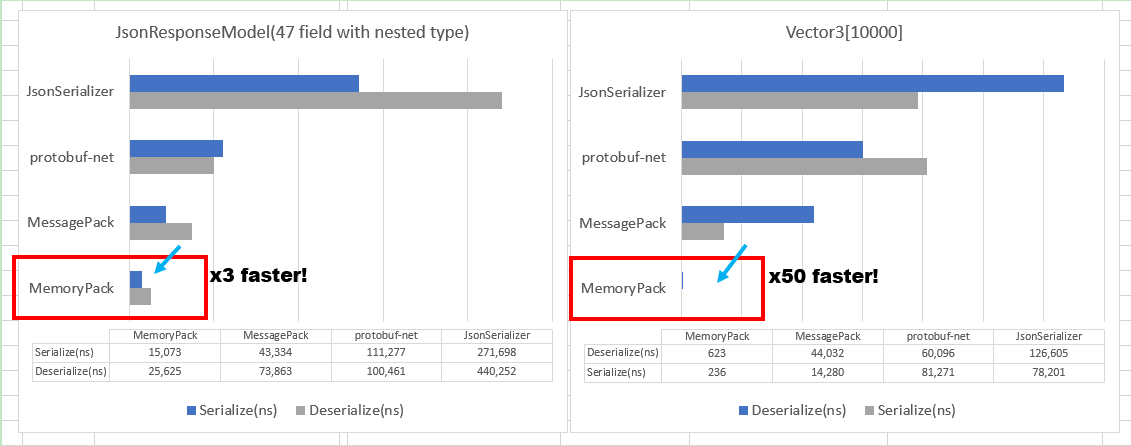 JsonResponseModel(47 field with nested type)
JsonSerializer
protobuf-net
MessagePack
MemoryPack
x3 faster!
MemoryPack MessagePack protobuf-net JsonSerializer
Serialize(ns) 15,073 43,334 111,277 271,698
Deserialize(ns) 25,625 73,863 100,461 440,252
Serialize(ns) Deserialize(ns)
Vector3[10000]
JsonSerializer
protobuf-net
MessagePack
MemoryPack
x50 faster!
MemoryPack MessagePack protobuf-net JsonSerializer
Deserialize(ns) 623 44,032 60,096 126,605
Serialize(ns) 236 14,280 81,271 78,201
Deserialize(ns) Serialize(ns)